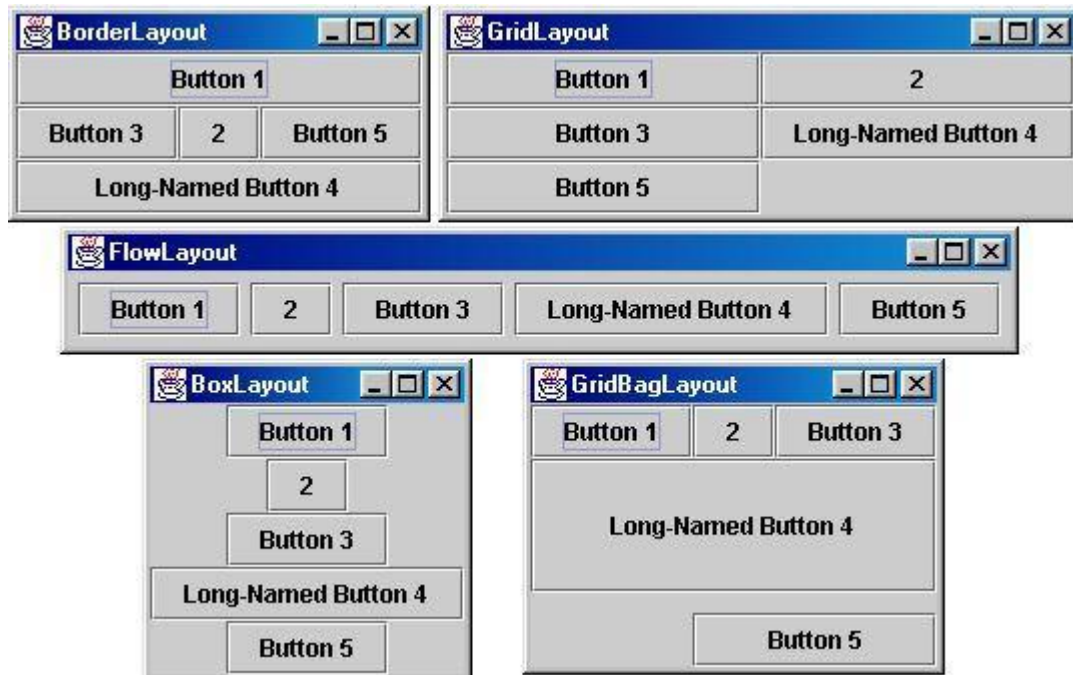 BorderLayout
Button 1
Button 3 2 Button 5
Long-Named Button 4
GridLayout
Button 1 2
Button 3 Long-Named Button 4
Button 5
FlowLayout
Button 1 2 Button 3 Long-Named Button 4 Button 5
BoxLayout
Button 1
2
Button 3
Long-Named Button 4
Button 5
GridBagLayout
Button 1 2 Button 3
Long-Named Button 4
Button 5